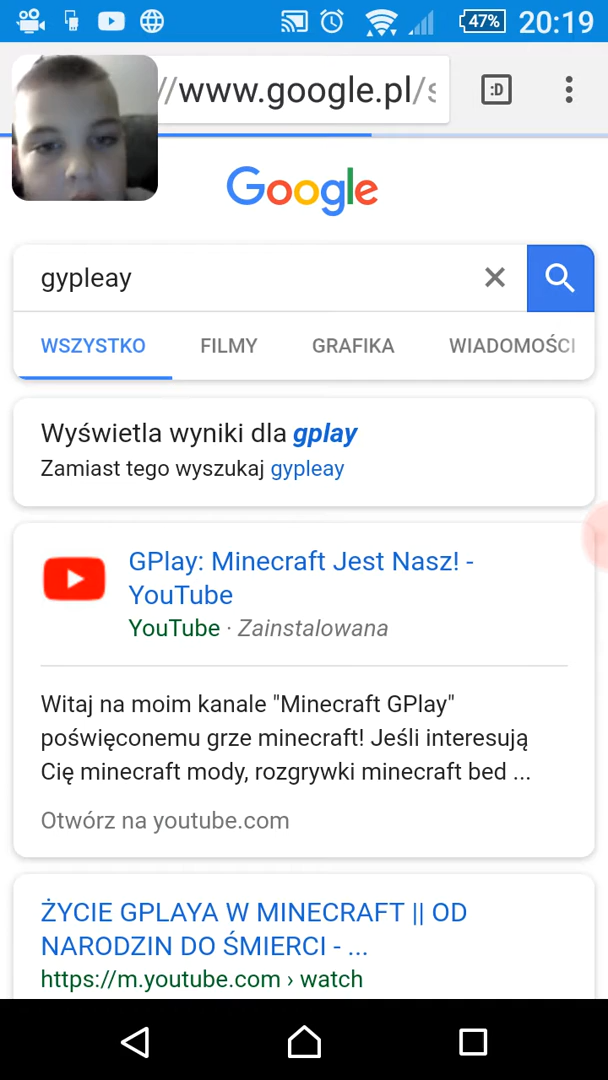 47% 20:19
//www.google.pl/s
:D
Google
gypleay
WSZYSTKO FILMY GRAFIKA WIADOMOŚCI
Wyświetla wyniki dla gplay
Zamiast tego wyszukaj gypleay
GPlay: Minecraft Jest Nasz! -
YouTube
YouTube · Zainstalowana
Witaj na moim kanale "Minecraft GPlay"
poświęconemu grze minecraft! Jeśli interesują
Cię minecraft mody, rozgrywki minecraft bed ...
Otwórz na youtube.com
ŻYCIE GPLAYA W MINECRAFT || OD
NARODZIN DO ŚMIERCI - ...
https://m.youtube.com › watch